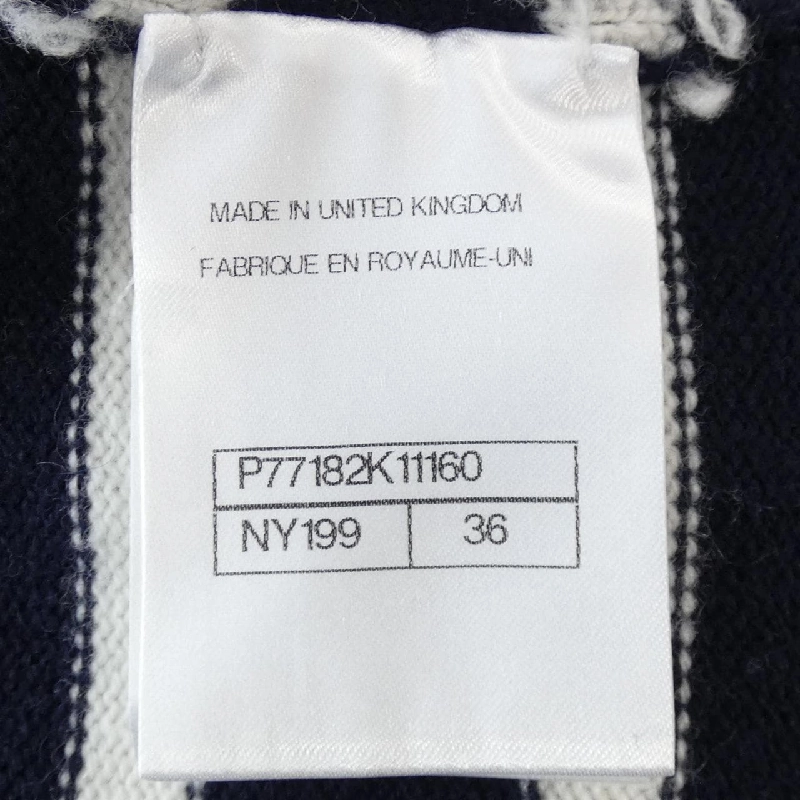 MADE IN UNITED KINGDOM
FABRIQUE EN ROYAUME-UNI
P77182K11160
NY199 36